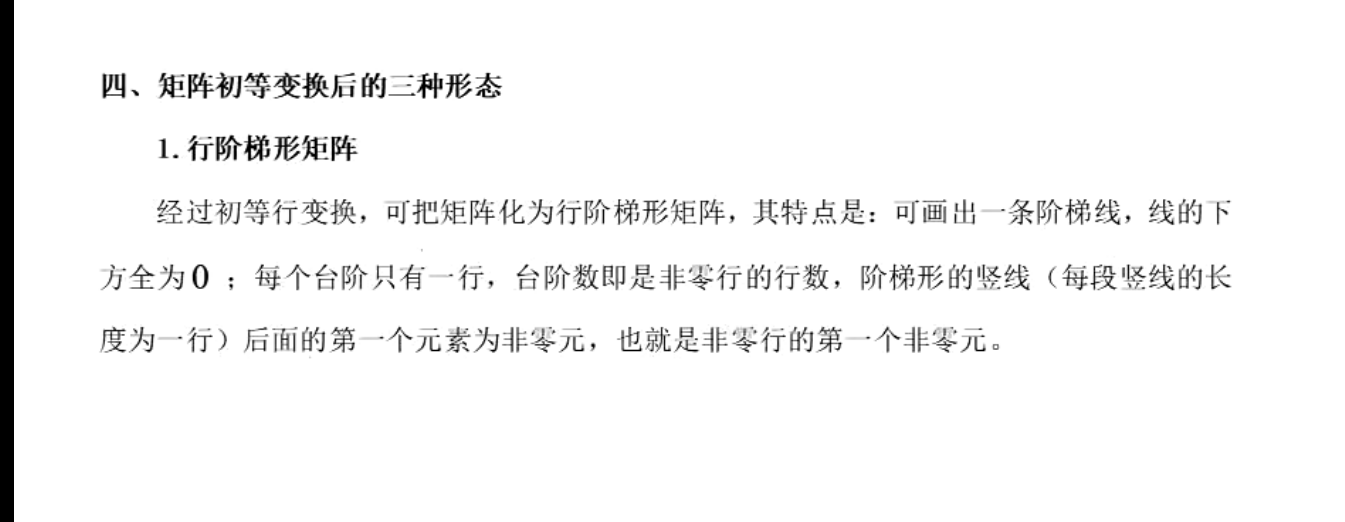 四、矩阵初等变换后的三种形态
1. 行阶梯形矩阵
经过初等行变换，可把矩阵化为行阶梯形矩阵，其特点是：可画出一条阶梯线，线的下
方全为0；每个台阶只有一行，台阶数即是非零行的行数，阶梯形的竖线（每段竖线的长
度为一行）后面的第一个元素为非零元，也就是非零行的第一个非零元。